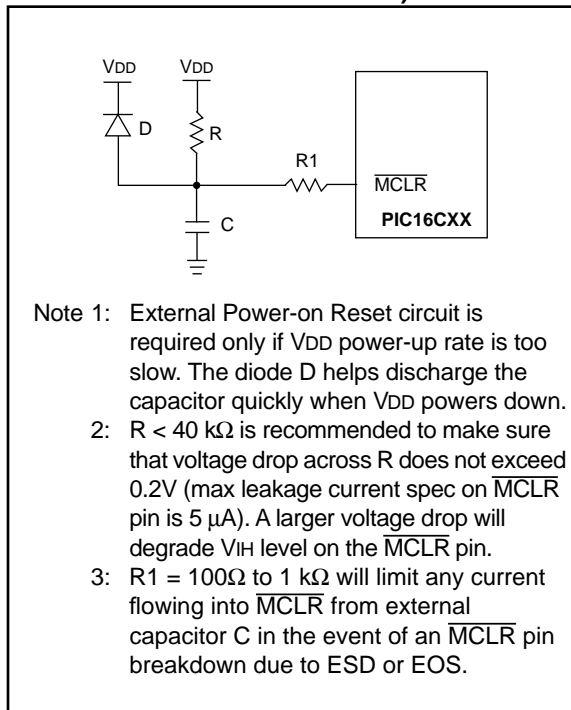 VDD VDD
D
R
R1
MCLR
C
PIC16CXX
Note 1: External Power-on Reset circuit is
required only if VDD power-up rate is too
slow. The diode D helps discharge the
capacitor quickly when VDD powers down.
2: R < 40 kΩ is recommended to make sure
that voltage drop across R does not exceed
0.2V (max leakage current spec on MCLR
pin is 5 μA). A larger voltage drop will
degrade VIH level on the MCLR pin.
3: R1 = 100Ω to 1 kΩ will limit any current
flowing into MCLR from external
capacitor C in the event of an MCLR pin
breakdown due to ESD or EOS.